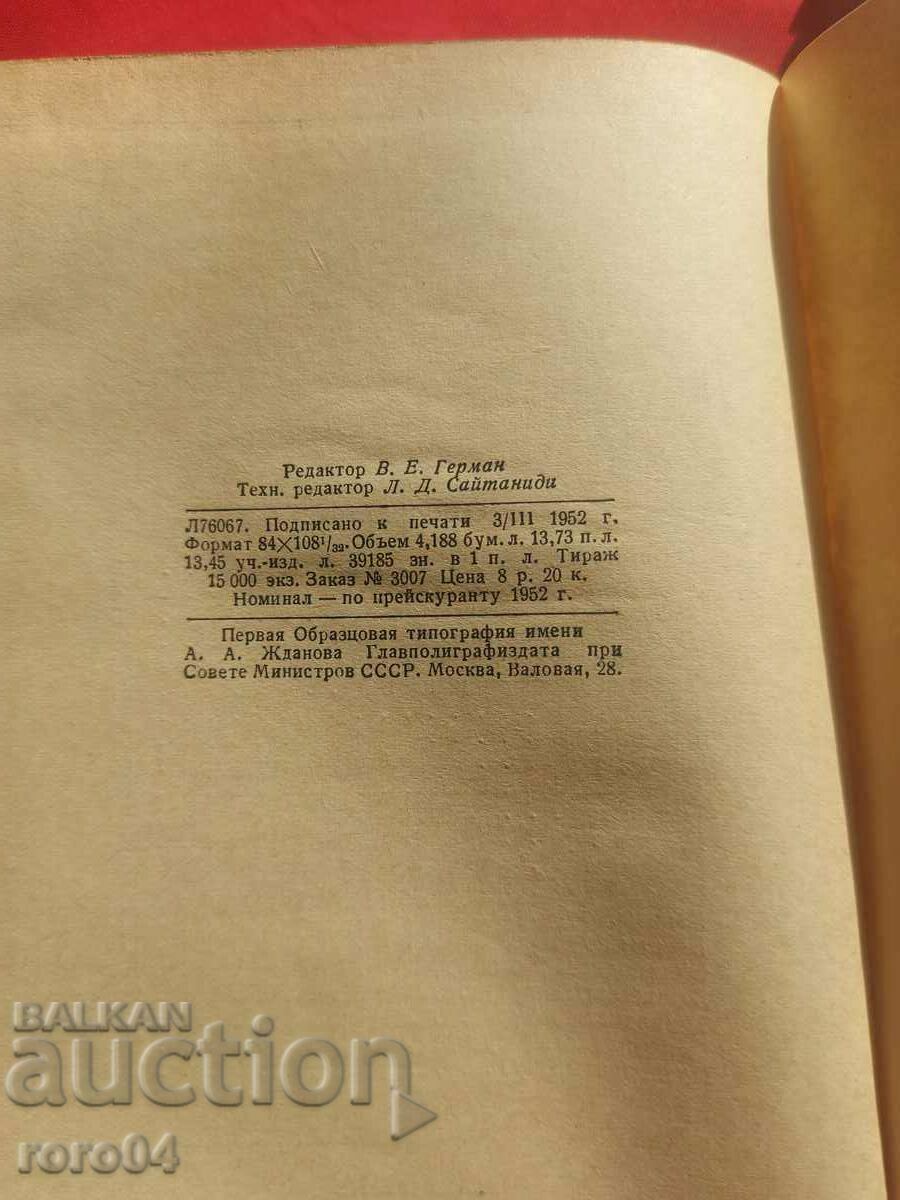 Редактор В. Е. Герман
Техн. редактор Л. Д. Сайтаниди
Л76067. Подписано к печати 3/III 1952 г.
Формат 84×108¹/₃₂. Объем 4,188 бум. л. 13,73 п. л.
13,45 уч.-изд. л. 39185 зн. в 1 п. л. Тираж
15 000 экз. Заказ № 3007 Цена 8 р. 20 к.
Номинал — по прейскуранту 1952 г.
Первая Образцовая типография имени
А. А. Жданова Главполиграфиздата при
Совете Министров СССР. Москва, Валовая, 28.
BALKAN
auction
roro04